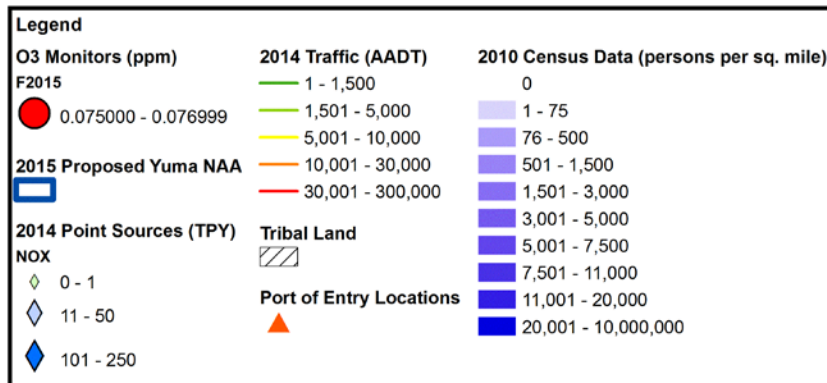 Legend
O3 Monitors (ppm)
F2015
0.075000 - 0.076999
2015 Proposed Yuma NAA
2014 Point Sources (TPY)
NOX
0 - 1
11 - 50
101 - 250
2014 Traffic (AADT)
1 - 1,500
1,501 - 5,000
5,001 - 10,000
10,001 - 30,000
30,001 - 300,000
Tribal Land
Port of Entry Locations
2010 Census Data (persons per sq. mile)
0
1 - 75
76 - 500
501 - 1,500
1,501 - 3,000
3,001 - 5,000
5,001 - 7,500
7,501 - 11,000
11,001 - 20,000
20,001 - 10,000,000